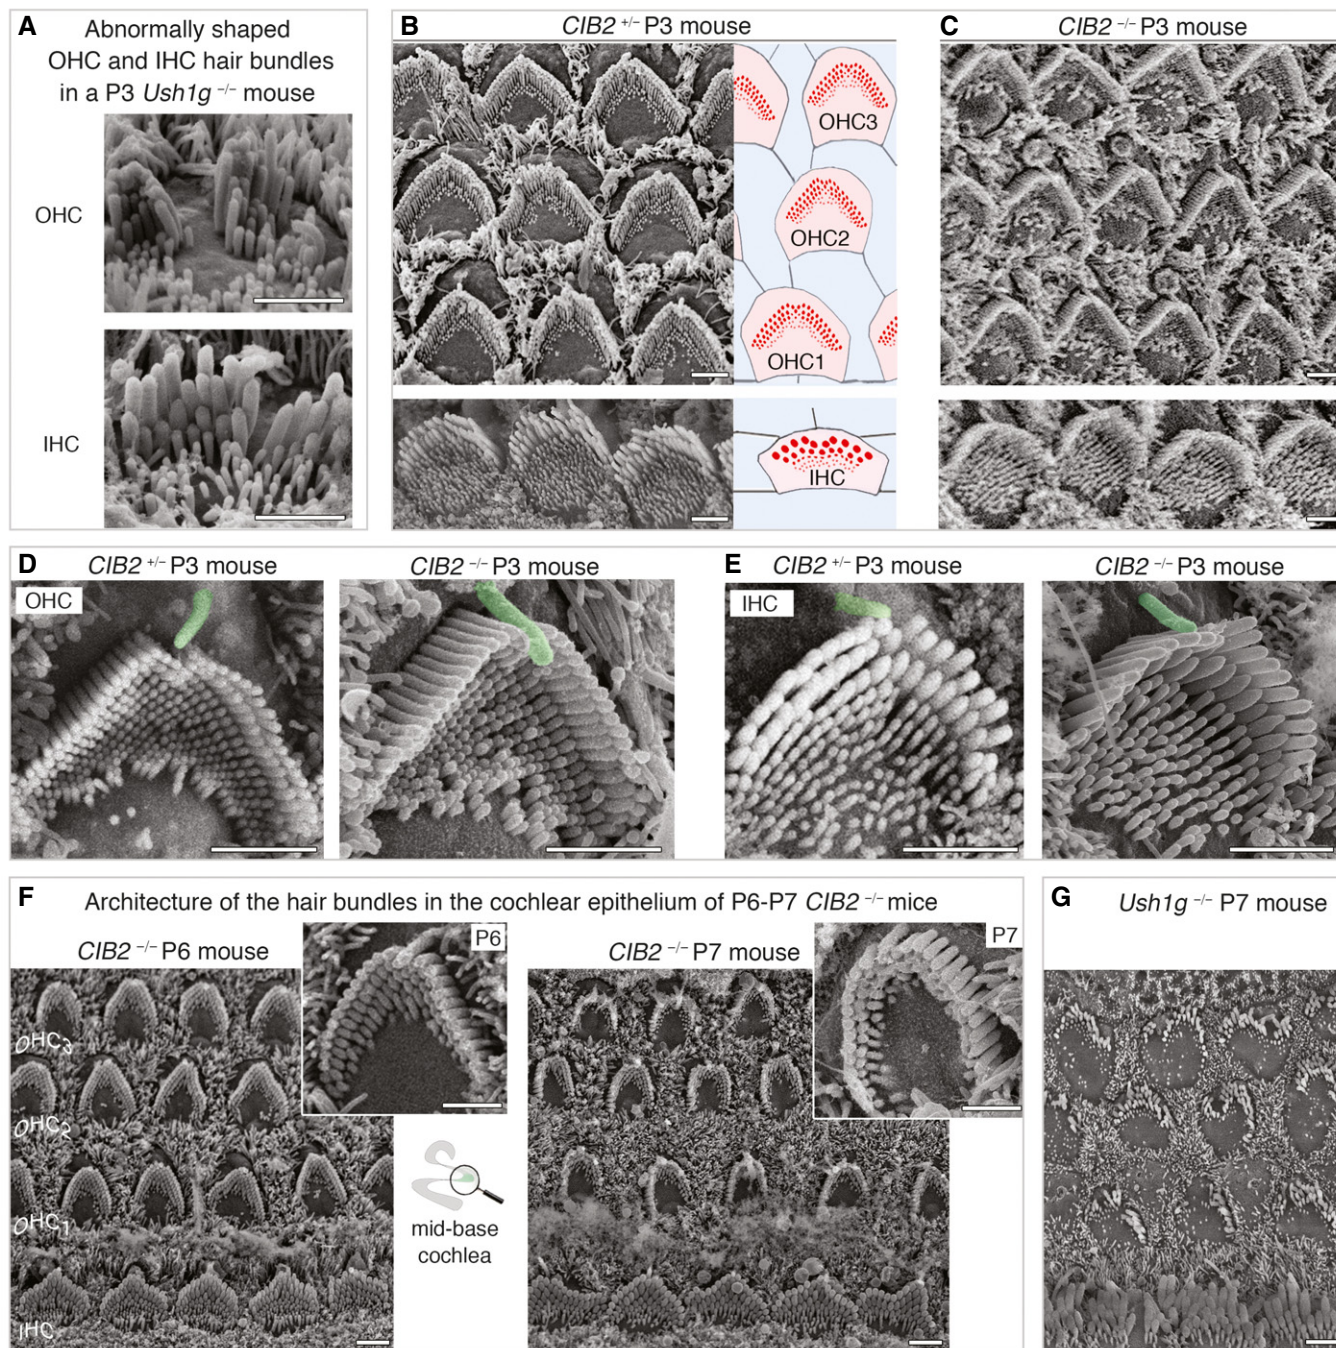 A
Abnormally shaped
OHC and IHC hair bundles
in a P3 Ush1g –/– mouse
OHC
IHC
B
CIB2 +/– P3 mouse
OHC3
OHC2
OHC1
IHC
C
CIB2 –/– P3 mouse
D
CIB2 +/– P3 mouse
OHC
CIB2 –/– P3 mouse
E
CIB2 +/– P3 mouse
IHC
CIB2 –/– P3 mouse
F
Architecture of the hair bundles in the cochlear epithelium of P6-P7 CIB2 –/– mice
CIB2 –/– P6 mouse
P6
OHC3
OHC2
OHC1
IHC
mid-base
cochlea
CIB2 –/– P7 mouse
P7
G
Ush1g –/– P7 mouse